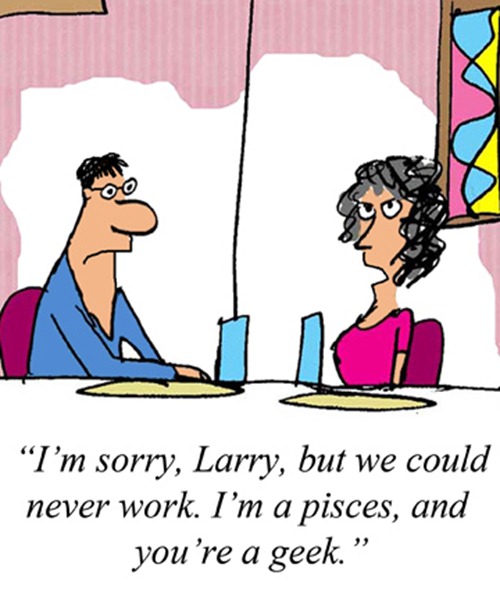 “I’m sorry, Larry, but we could
never work. I’m a pisces, and
you’re a geek.”